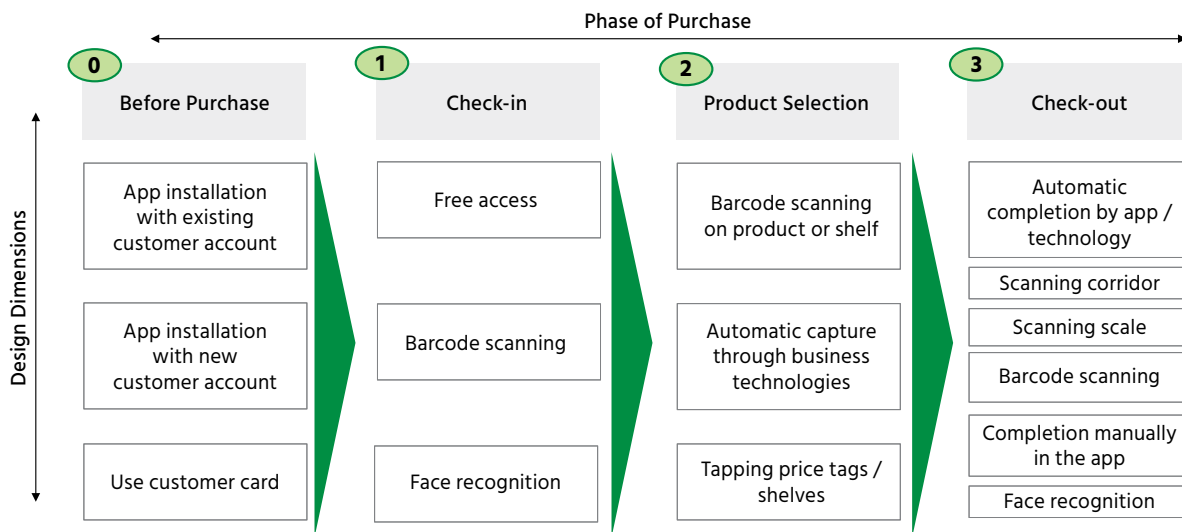 Phase of Purchase
Design Dimensions
0
Before Purchase
App installation
with existing
customer account
App installation
with new
customer account
Use customer card
1
Check-in
Free access
Barcode scanning
Face recognition
2
Product Selection
Barcode scanning
on product or shelf
Automatic capture
through business
technologies
Tapping price tags /
shelves
3
Check-out
Automatic
completion by app /
technology
Scanning corridor
Scanning scale
Barcode scanning
Completion manually
in the app
Face recognition